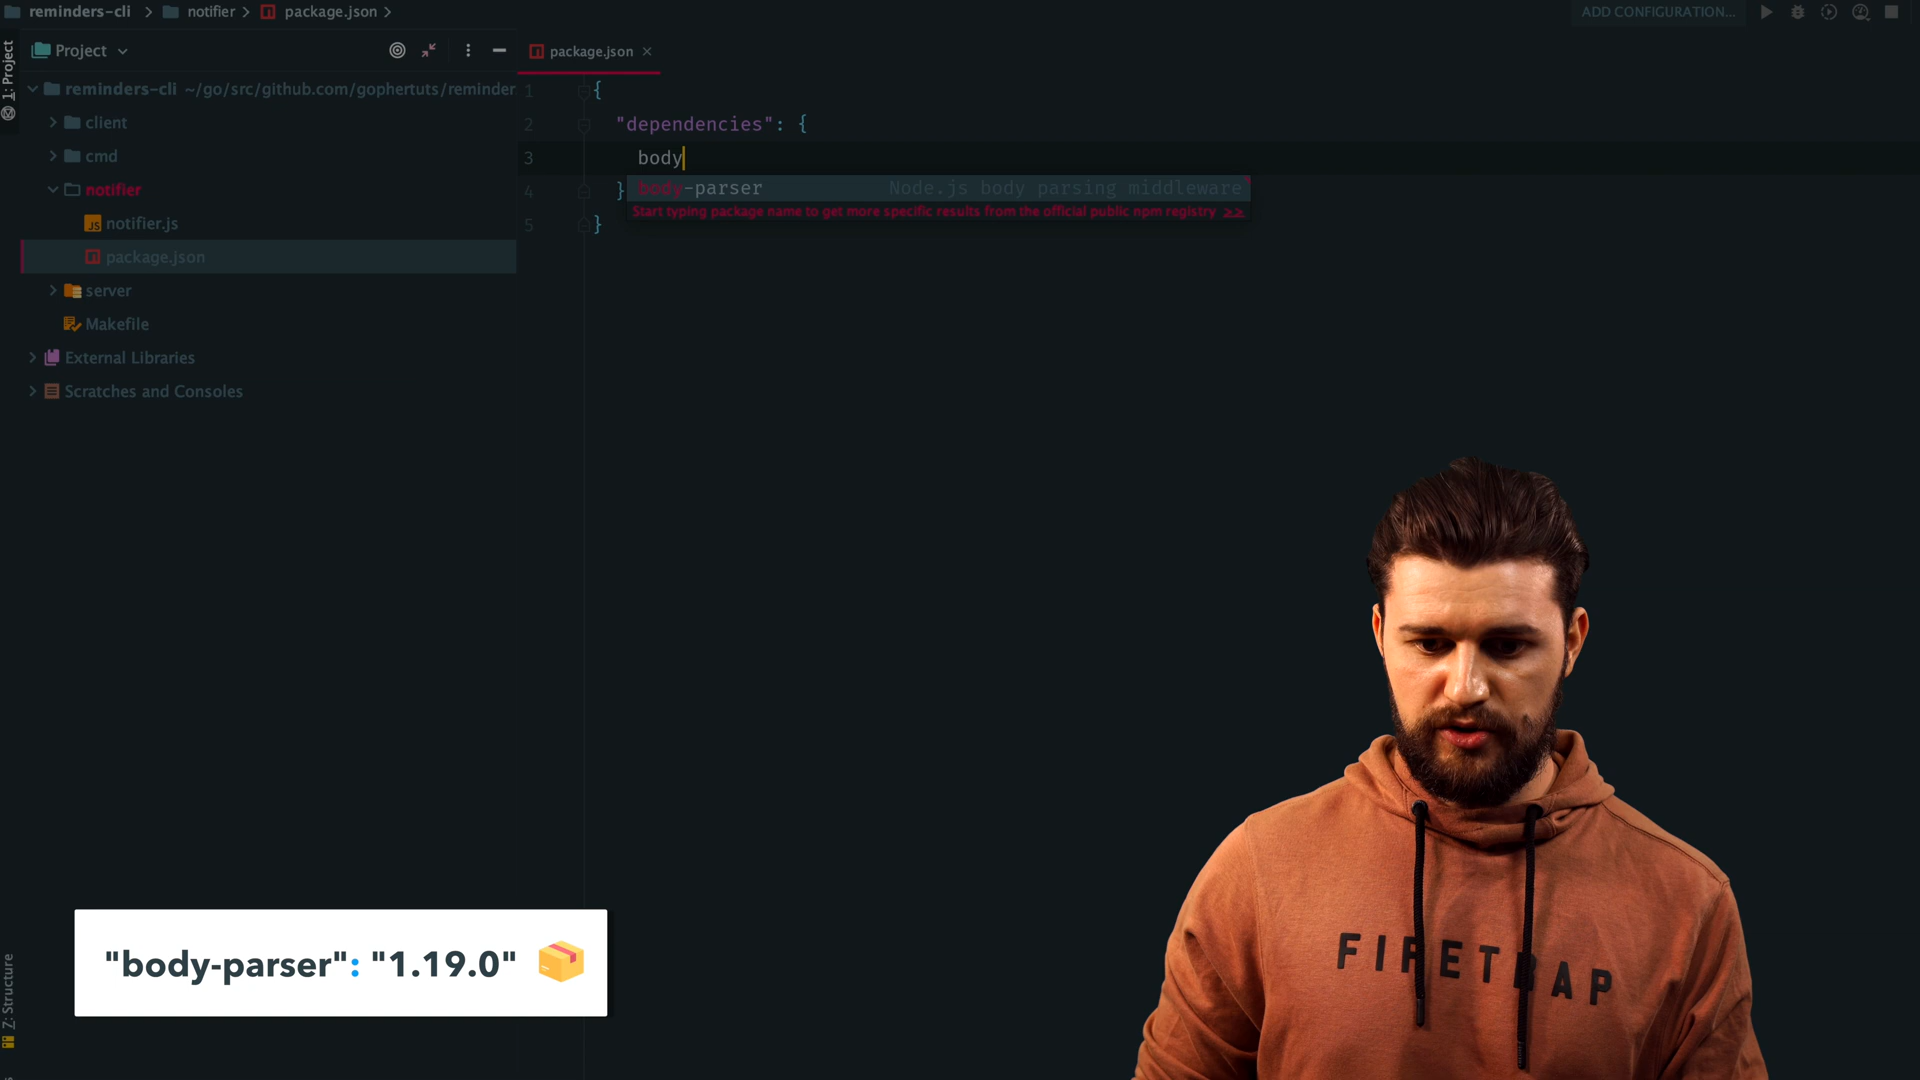 reminders-cli > notifier > package.json >
ADD CONFIGURATION...
1: Project
Project
package.json ×
reminders-cli ~/go/src/github.com/gophertuts/reminder
client
cmd
notifier
notifier.js
package.json
server
Makefile
External Libraries
Scratches and Consoles
1 {
2 "dependencies": {
3 body
4 }
body-parser Node.js body parsing middleware
Start typing package name to get more specific results from the official public npm registry >>
5 }
Z: Structure
"body-parser": "1.19.0"
FIRETRAP